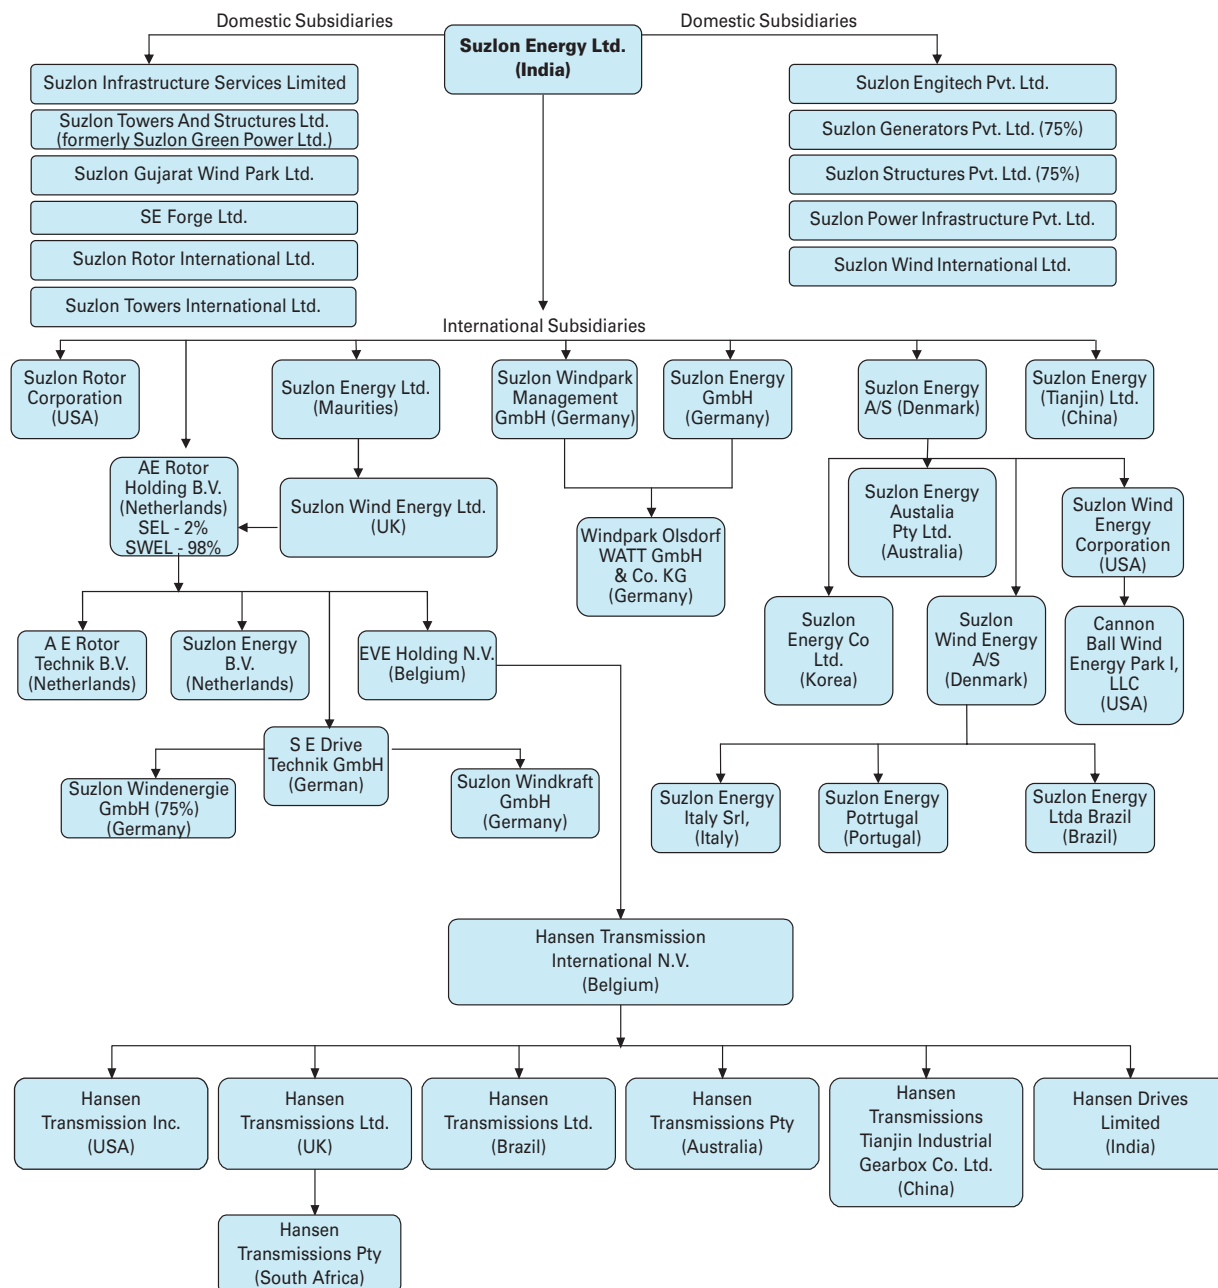 Domestic Subsidiaries
Domestic Subsidiaries
Suzlon Energy Ltd.
(India)
Suzlon Infrastructure Services Limited
Suzlon Towers And Structures Ltd.
(formerly Suzlon Green Power Ltd.)
Suzlon Gujarat Wind Park Ltd.
SE Forge Ltd.
Suzlon Rotor International Ltd.
Suzlon Towers International Ltd.
Suzlon Engitech Pvt. Ltd.
Suzlon Generators Pvt. Ltd. (75%)
Suzlon Structures Pvt. Ltd. (75%)
Suzlon Power Infrastructure Pvt. Ltd.
Suzlon Wind International Ltd.
International Subsidiaries
Suzlon Rotor
Corporation
(USA)
Suzlon Energy Ltd.
(Maurities)
Suzlon Windpark
Management
GmbH (Germany)
Suzlon Energy
GmbH
(Germany)
Suzlon Energy
A/S (Denmark)
Suzlon Energy
(Tianjin) Ltd.
(China)
AE Rotor
Holding B.V.
(Netherlands)
SEL - 2%
SWEL - 98%
Suzlon Wind Energy Ltd.
(UK)
Windpark Olsdorf
WATT GmbH
& Co. KG
(Germany)
Suzlon Energy
Austalia
Pty Ltd.
(Australia)
Suzlon Wind
Energy
Corporation
(USA)
A E Rotor
Technik B.V.
(Netherlands)
Suzlon Energy
B.V.
(Netherlands)
EVE Holding N.V.
(Belgium)
Suzlon
Energy Co
Ltd.
(Korea)
Suzlon
Wind Energy
A/S
(Denmark)
Cannon
Ball Wind
Energy Park I,
LLC
(USA)
S E Drive
Technik GmbH
(German)
Suzlon Windenergie
GmbH (75%)
(Germany)
Suzlon Windkraft
GmbH
(Germany)
Suzlon Energy
Italy Srl,
(Italy)
Suzlon Energy
Potrtugal
(Portugal)
Suzlon Energy
Ltda Brazil
(Brazil)
Hansen Transmission
International N.V.
(Belgium)
Hansen
Transmission Inc.
(USA)
Hansen
Transmissions Ltd.
(UK)
Hansen
Transmissions Ltd.
(Brazil)
Hansen
Transmissions Pty
(Australia)
Hansen
Transmissions
Tianjin Industrial
Gearbox Co. Ltd.
(China)
Hansen Drives
Limited
(India)
Hansen
Transmissions Pty
(South Africa)